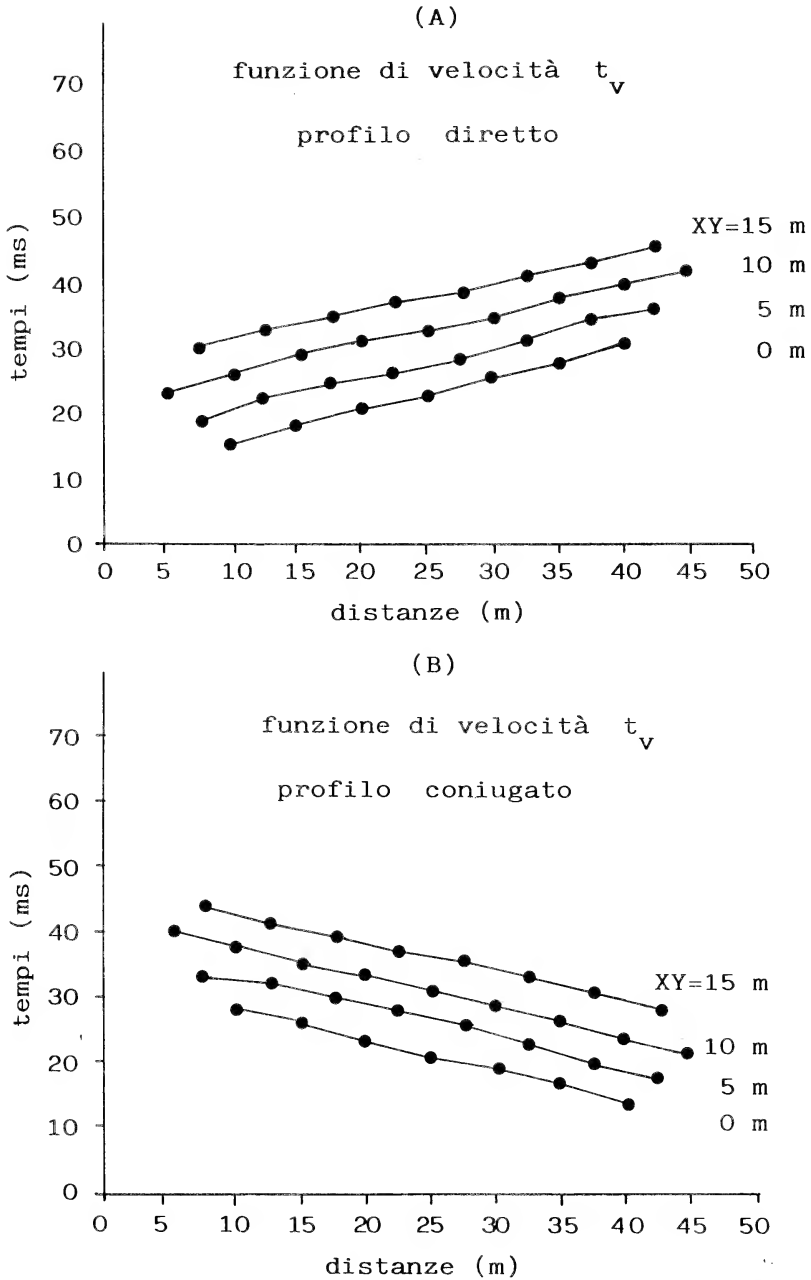 (A)
funzione di velocità t_v
profilo diretto
70
60
50
40
30
20
10
0
tempi (ms)
XY=15 m
10 m
5 m
0 m
0 5 10 15 20 25 30 35 40 45 50
distanze (m)
(B)
funzione di velocità t_v
profilo coniugato
70
60
50
40
30
20
10
0
tempi (ms)
XY=15 m
10 m
5 m
0 m
0 5 10 15 20 25 30 35 40 45 50
distanze (m)